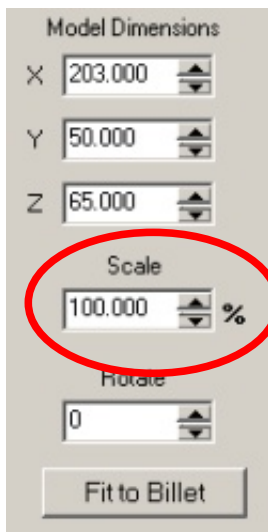 Model Dimensions
X 203.000
Y 50.000
Z 65.000
Scale
100.000 %
Rotate
0
Fit to Billet